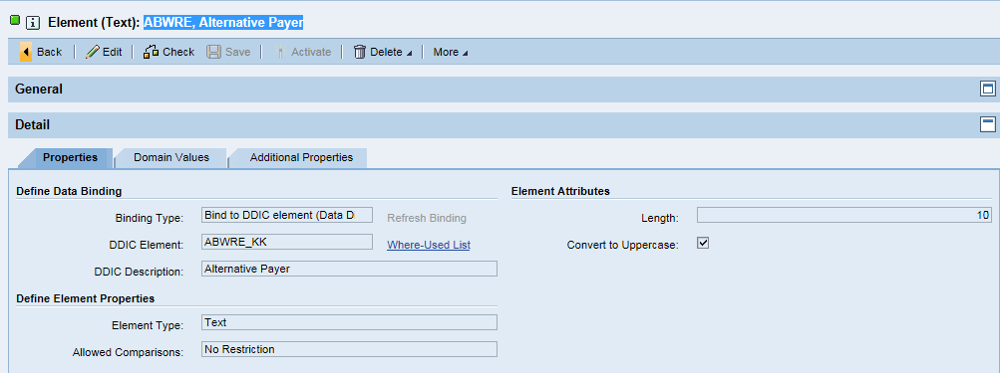 Element (Text): ABWRE, Alternative Payer
Back Edit Check Save Activate Delete More
General
Detail
Properties Domain Values Additional Properties
Define Data Binding Element Attributes
Binding Type: Bind to DDIC element (Data D Refresh Binding Length: 10
DDIC Element: ABWRE_KK Where-Used List Convert to Uppercase:
DDIC Description: Alternative Payer
Define Element Properties
Element Type: Text
Allowed Comparisons: No Restriction